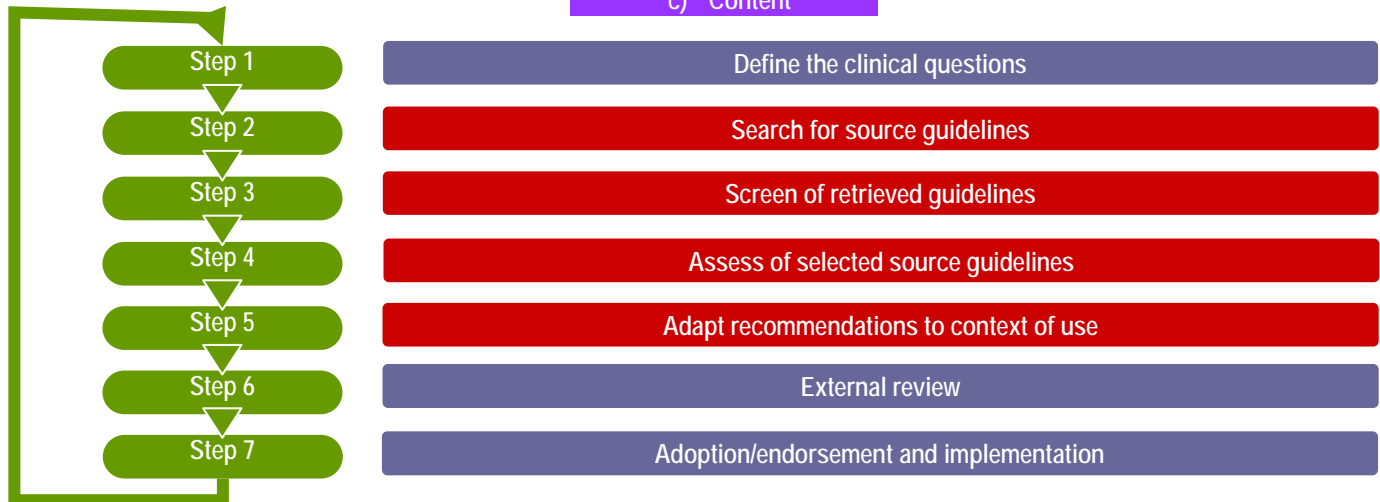 c) Content
Step 1
Define the clinical questions
Step 2
Search for source guidelines
Step 3
Screen of retrieved guidelines
Step 4
Assess of selected source guidelines
Step 5
Adapt recommendations to context of use
Step 6
External review
Step 7
Adoption/endorsement and implementation